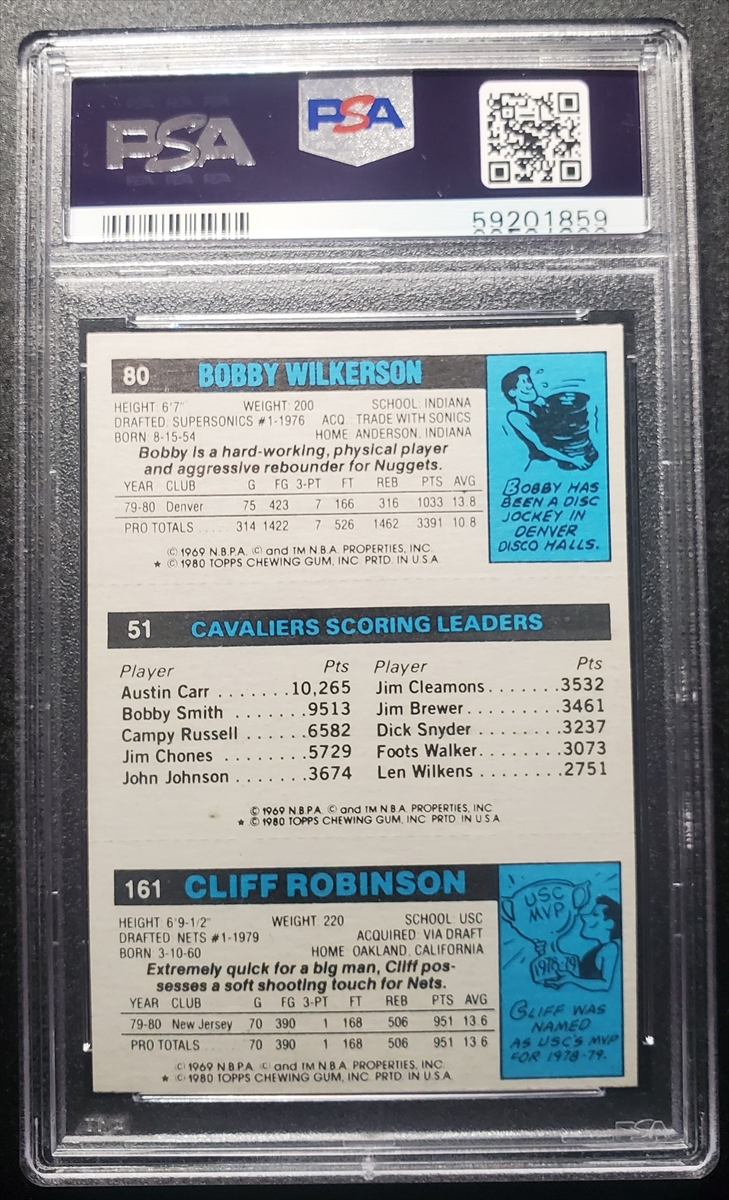 PSA
PSA
59201859
80 BOBBY WILKERSON
HEIGHT: 6'7" WEIGHT: 200 SCHOOL: INDIANA
DRAFTED: SUPERSONICS #1-1976 ACQ.: TRADE WITH SONICS
BORN: 8-15-54 HOME: ANDERSON, INDIANA
Bobby is a hard-working, physical player
and aggressive rebounder for Nuggets.
YEAR CLUB G FG 3-PT FT REB PTS AVG
79-80 Denver 75 423 7 166 316 1033 13.8
PRO TOTALS ..... 314 1422 7 526 1462 3391 10.8
© 1969 N.B.P.A. © and TM N.B.A. PROPERTIES, INC.
★ © 1980 TOPPS CHEWING GUM, INC. PRTD. IN U.S.A.
BOBBY HAS
BEEN A DISC
JOCKEY IN
DENVER
DISCO HALLS.
51 CAVALIERS SCORING LEADERS
Player Pts Player Pts
Austin Carr .......10,265 Jim Cleamons.......3532
Bobby Smith .......9513 Jim Brewer.........3461
Campy Russell ......6582 Dick Snyder ........3237
Jim Chones .........5729 Foots Walker........3073
John Johnson .......3674 Len Wilkens ........2751
© 1969 N.B.P.A. © and TM N.B.A. PROPERTIES, INC.
★ © 1980 TOPPS CHEWING GUM, INC. PRTD. IN U.S.A.
161 CLIFF ROBINSON
HEIGHT: 6'9-1/2" WEIGHT: 220 SCHOOL: USC
DRAFTED: NETS #1-1979 ACQUIRED: VIA DRAFT
BORN: 3-10-60 HOME: OAKLAND, CALIFORNIA
Extremely quick for a big man, Cliff pos-
sesses a soft shooting touch for Nets.
YEAR CLUB G FG 3-PT FT REB PTS AVG
79-80 New Jersey 70 390 1 168 506 951 13.6
PRO TOTALS ..... 70 390 1 168 506 951 13.6
© 1969 N.B.P.A. © and TM N.B.A. PROPERTIES, INC.
★ © 1980 TOPPS CHEWING GUM, INC. PRTD. IN U.S.A.
USC
MVP
1978-79
CLIFF WAS
NAMED
AS USC'S MVP
FOR 1978-79.
PSA